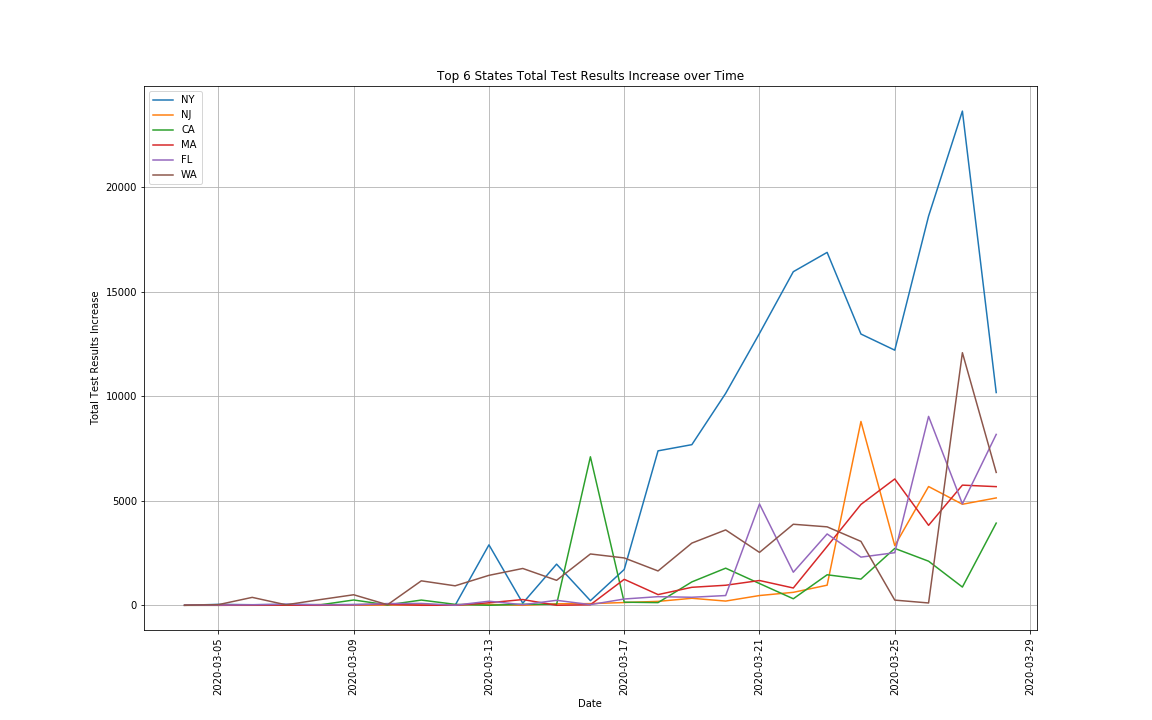 Top 6 States Total Test Results Increase over Time
NY
NJ
CA
MA
FL
WA
Total Test Results Increase
20000
15000
10000
5000
0
2020-03-05
2020-03-09
2020-03-13
2020-03-17
2020-03-21
2020-03-25
2020-03-29
Date